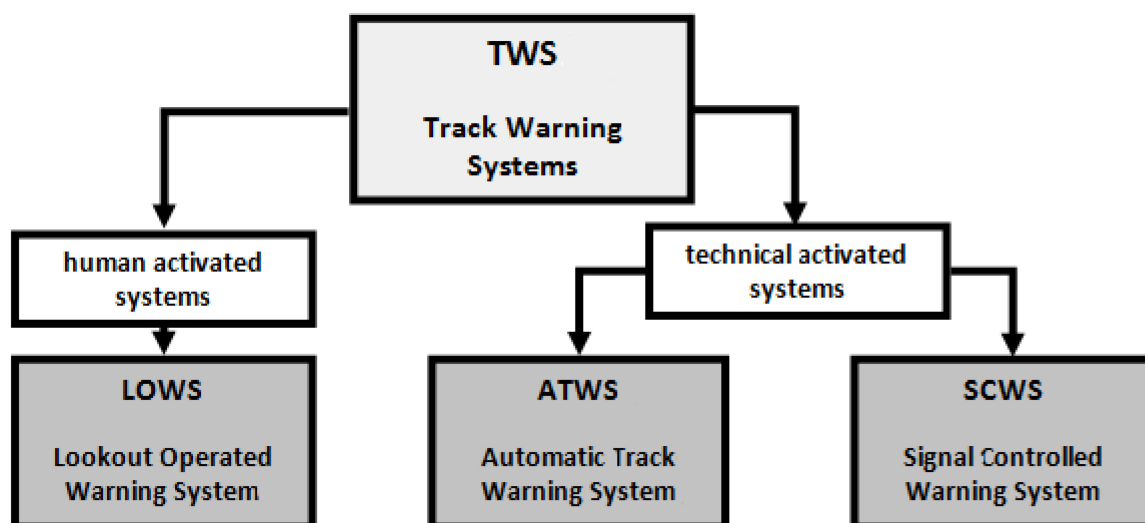 TWS
Track Warning
Systems
human activated
systems
technical activated
systems
LOWS
Lookout Operated
Warning System
ATWS
Automatic Track
Warning System
SCWS
Signal Controlled
Warning System